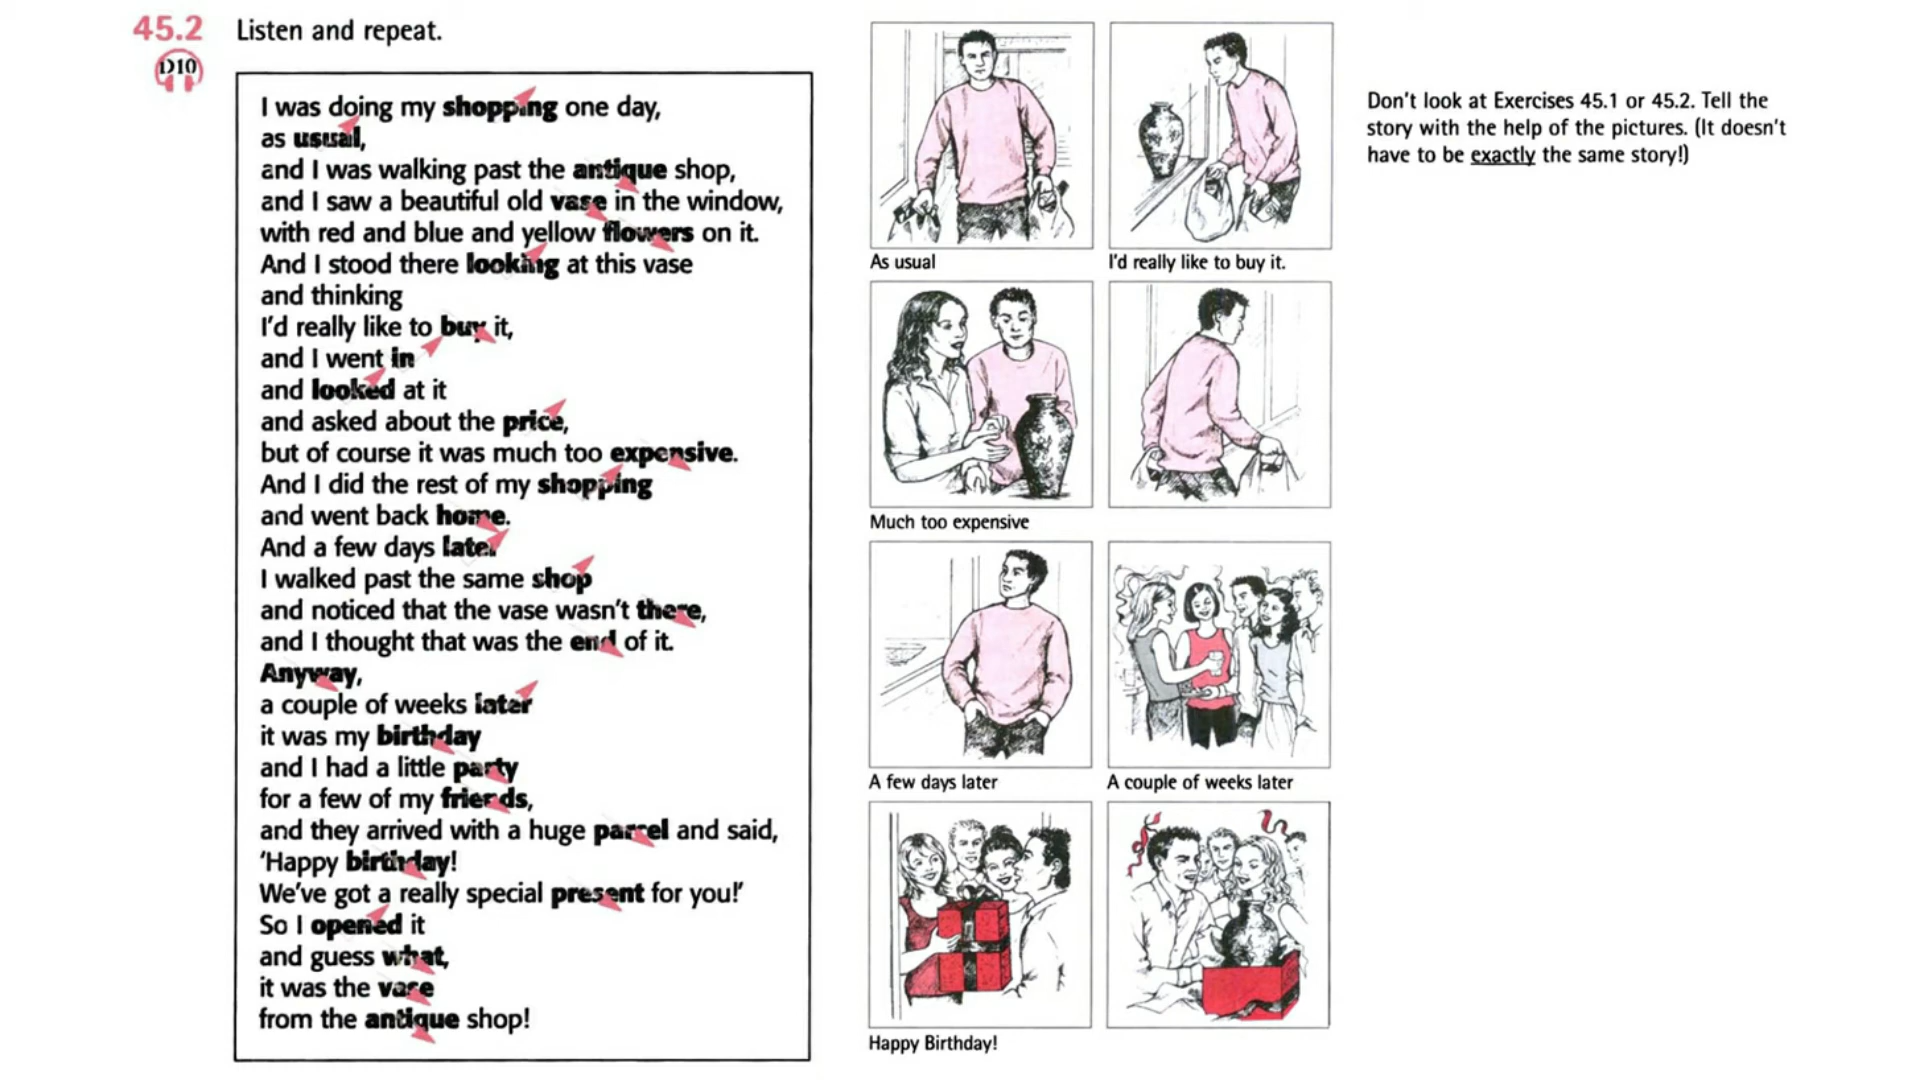 45.2 Listen and repeat.
D10
I was doing my shopping one day,
as usual,
and I was walking past the antique shop,
and I saw a beautiful old vase in the window,
with red and blue and yellow flowers on it.
And I stood there looking at this vase
and thinking
I'd really like to buy it,
and I went in
and looked at it
and asked about the price,
but of course it was much too expensive.
And I did the rest of my shopping
and went back home.
And a few days later
I walked past the same shop
and noticed that the vase wasn't there,
and I thought that was the end of it.
Anyway,
a couple of weeks later
it was my birthday
and I had a little party
for a few of my friends,
and they arrived with a huge parcel and said,
'Happy birthday!
We've got a really special present for you!'
So I opened it
and guess what,
it was the vase
from the antique shop!
As usual
I'd really like to buy it.
Much too expensive
A few days later
A couple of weeks later
Happy Birthday!
Don't look at Exercises 45.1 or 45.2. Tell the
story with the help of the pictures. (It doesn't
have to be exactly the same story!)